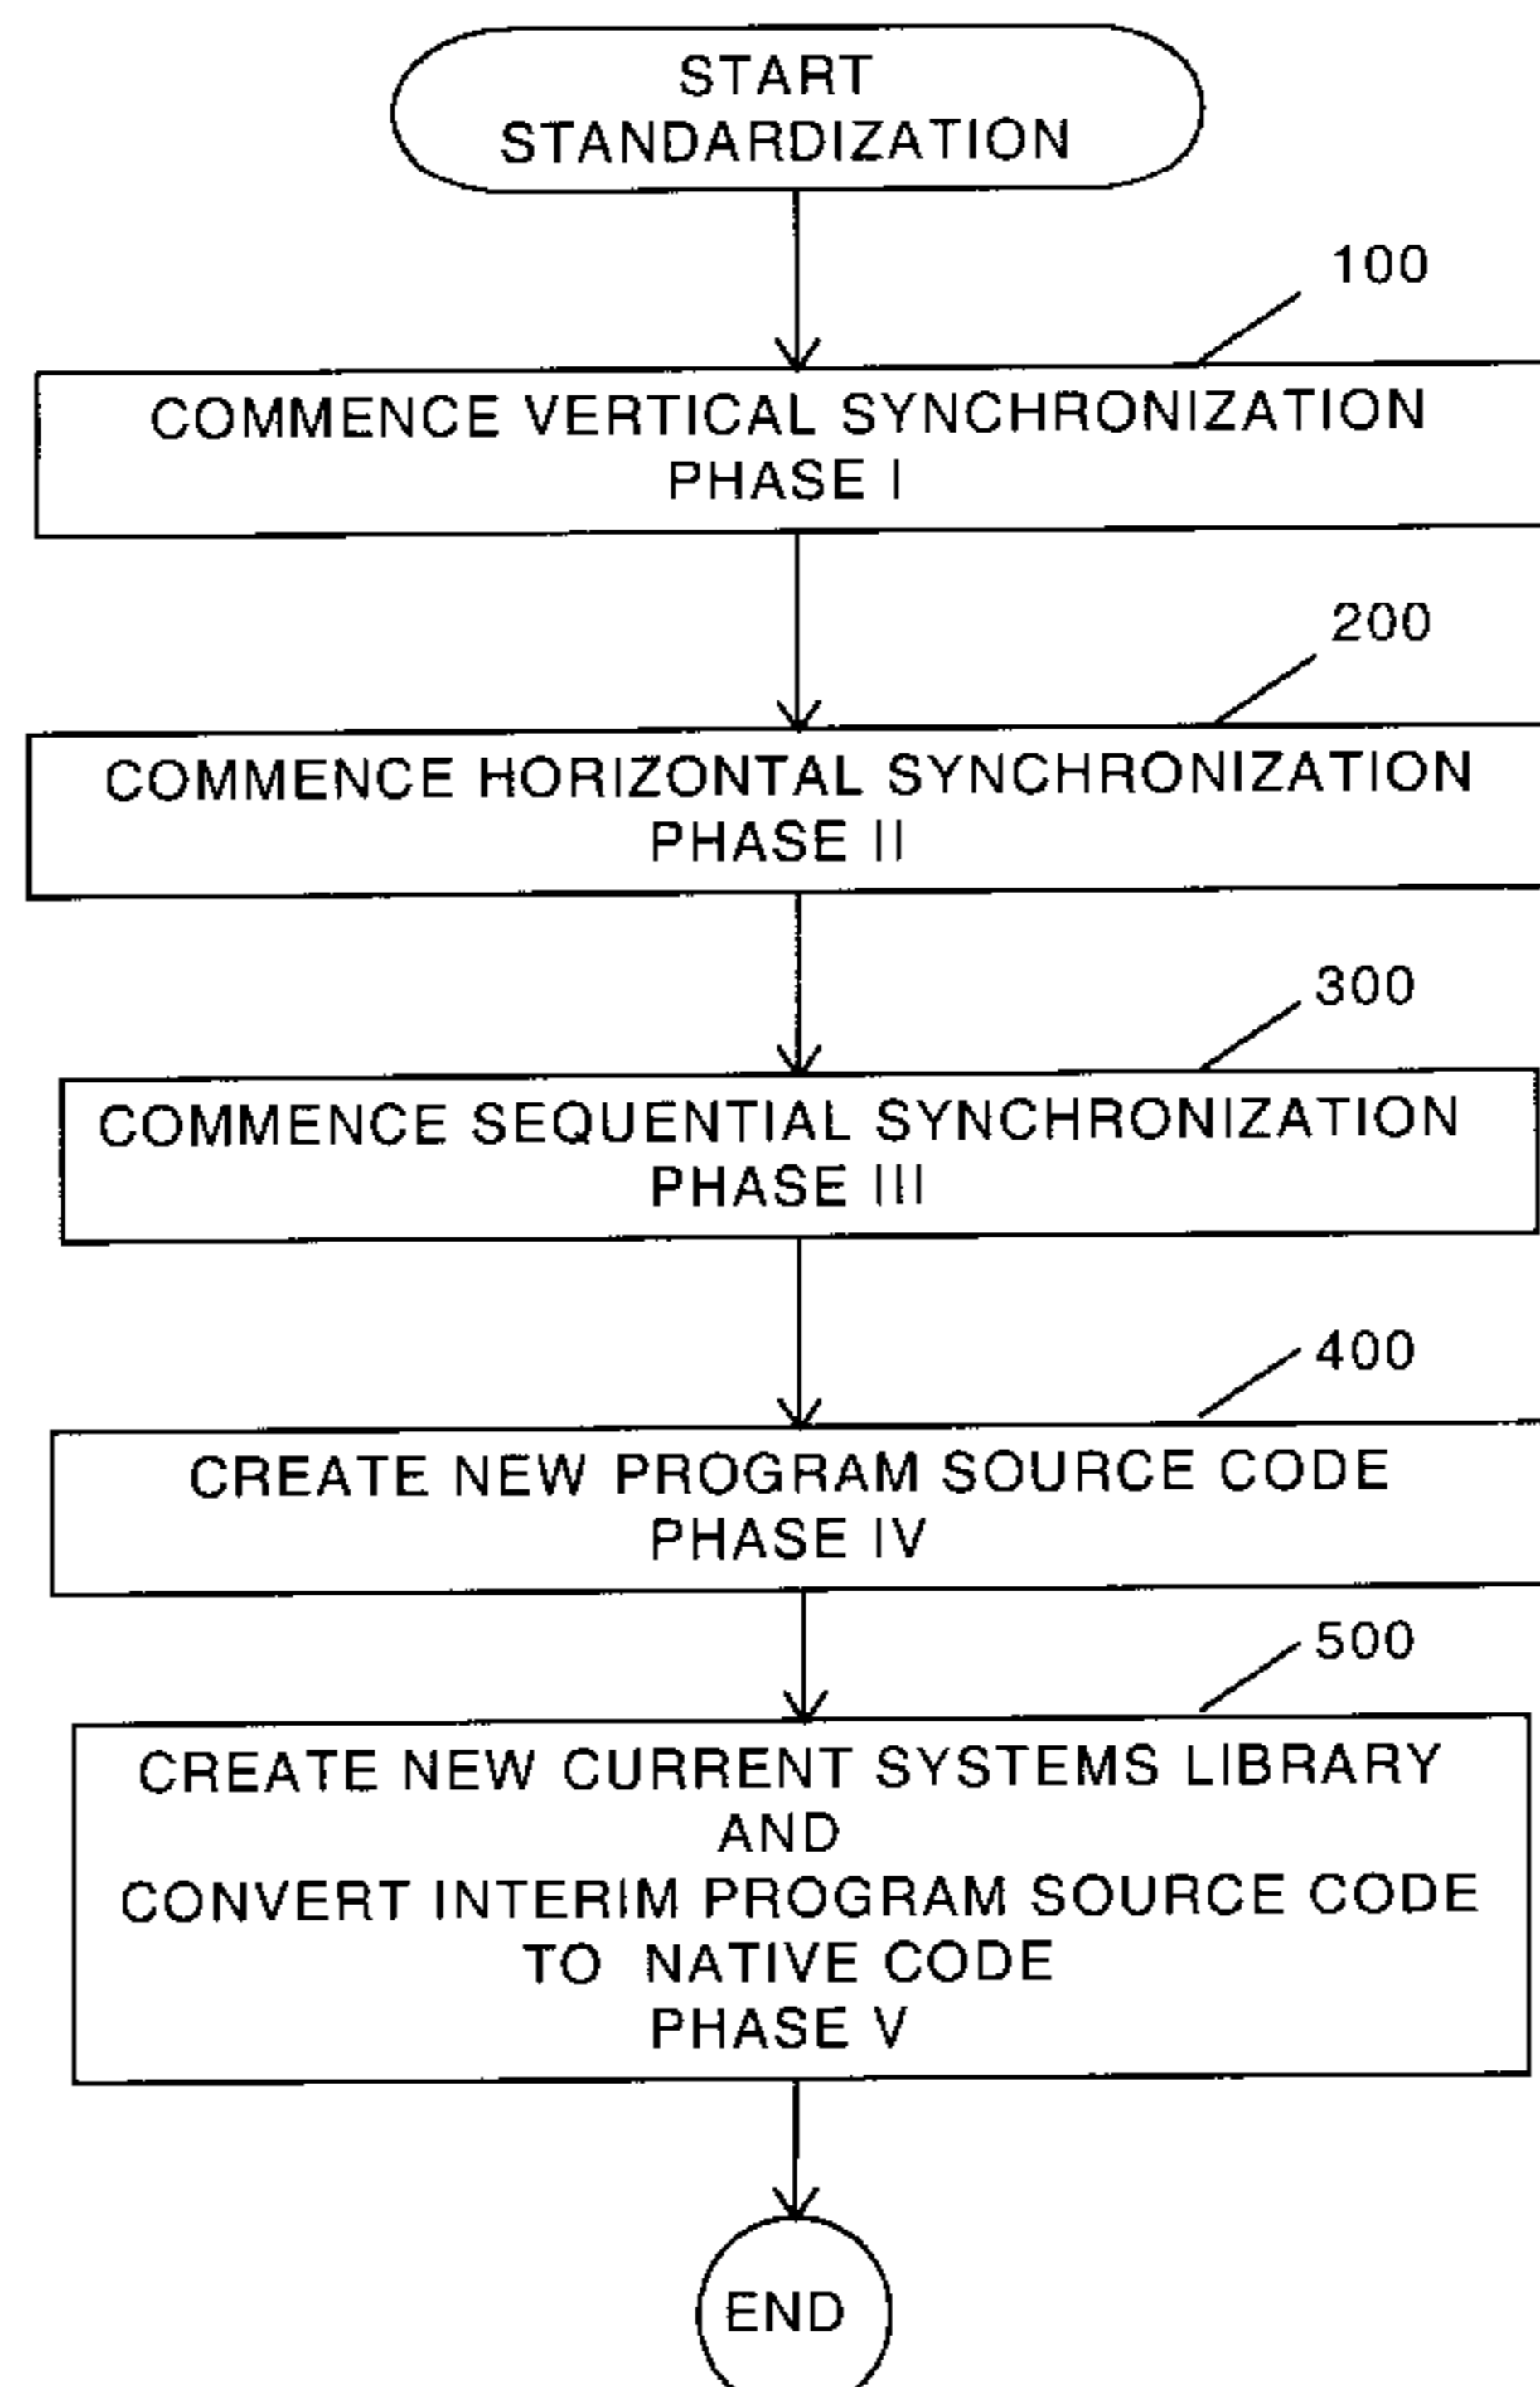 START
STANDARDIZATION
100
COMMENCE VERTICAL SYNCHRONIZATION
PHASE I
200
COMMENCE HORIZONTAL SYNCHRONIZATION
PHASE II
300
COMMENCE SEQUENTIAL SYNCHRONIZATION
PHASE III
400
CREATE NEW PROGRAM SOURCE CODE
PHASE IV
500
CREATE NEW CURRENT SYSTEMS LIBRARY
AND
CONVERT INTERIM PROGRAM SOURCE CODE
TO NATIVE CODE
PHASE V
END